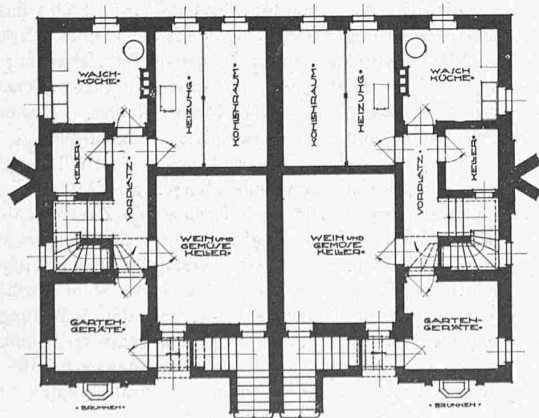 WASCH-
KÜCHE•
HEIZUNG•
KOHLENRAUM•
KOHLENRAUM•
HEIZUNG•
WASCH-
KÜCHE•
KELLER•
VORPLATZ•
VORPLATZ•
KELLER•
WEIN UND
GEMÜSE
KELLER•
WEIN UND
GEMÜSE
KELLER•
GARTEN-
GERÄTE•
GARTEN-
GERÄTE•
• BRUNNEN •
• BRUNNEN •